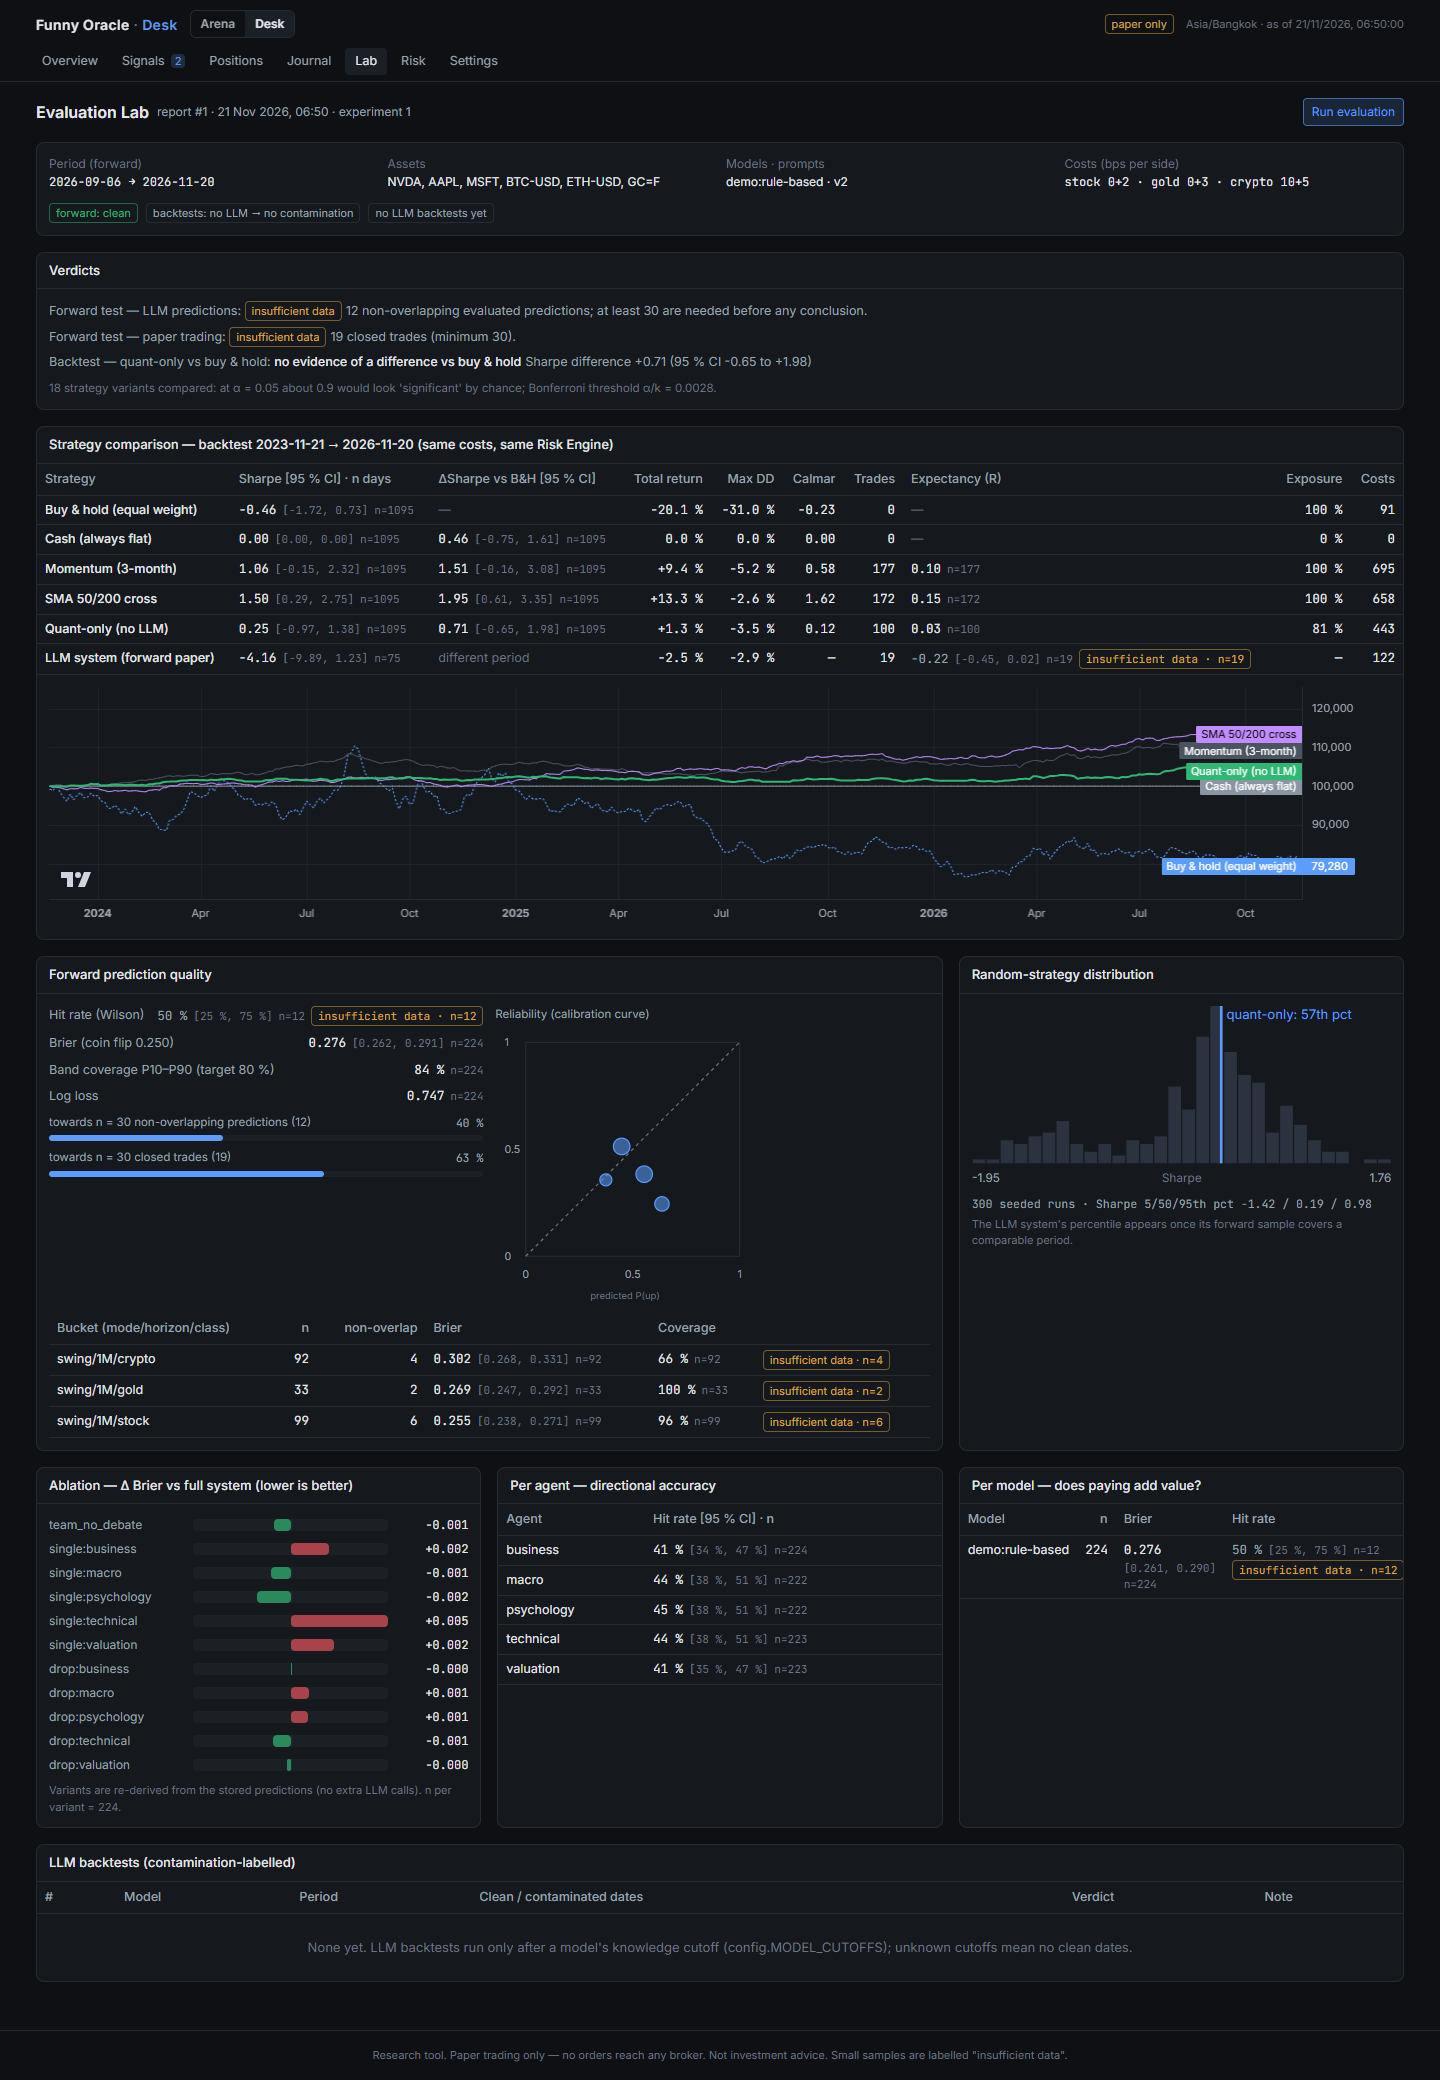 Funny Oracle · Desk Arena Desk
paper only Asia/Bangkok · as of 21/11/2026, 06:50:00
Overview Signals 2 Positions Journal Lab Risk Settings
Evaluation Lab report #1 · 21 Nov 2026, 06:50 · experiment 1
Run evaluation
Period (forward)
2026-09-06 → 2026-11-20
Assets
NVDA, AAPL, MSFT, BTC-USD, ETH-USD, GC=F
Models · prompts
demo:rule-based · v2
Costs (bps per side)
stock 0+2 · gold 0+3 · crypto 10+5
forward: clean backtests: no LLM → no contamination no LLM backtests yet
Verdicts
Forward test — LLM predictions: insufficient data 12 non-overlapping evaluated predictions; at least 30 are needed before any conclusion.
Forward test — paper trading: insufficient data 19 closed trades (minimum 30).
Backtest — quant-only vs buy & hold: no evidence of a difference vs buy & hold Sharpe difference +0.71 (95 % CI -0.65 to +1.98)
18 strategy variants compared: at α = 0.05 about 0.9 would look 'significant' by chance; Bonferroni threshold α/k = 0.0028.
Strategy comparison — backtest 2023-11-21 → 2026-11-20 (same costs, same Risk Engine)
Strategy Sharpe [95 % CI] · n days ΔSharpe vs B&H [95 % CI] Total return Max DD Calmar Trades Expectancy (R) Exposure Costs
Buy & hold (equal weight) -0.46 [-1.72, 0.73] n=1095 — -20.1 % -31.0 % -0.23 0 — 100 % 91
Cash (always flat) 0.00 [0.00, 0.00] n=1095 0.46 [-0.75, 1.61] n=1095 0.0 % 0.0 % 0.00 0 — 0 % 0
Momentum (3-month) 1.06 [-0.15, 2.32] n=1095 1.51 [-0.16, 3.08] n=1095 +9.4 % -5.2 % 0.58 177 0.10 n=177 100 % 695
SMA 50/200 cross 1.50 [0.29, 2.75] n=1095 1.95 [0.61, 3.35] n=1095 +13.3 % -2.6 % 1.62 172 0.15 n=172 100 % 658
Quant-only (no LLM) 0.25 [-0.97, 1.38] n=1095 0.71 [-0.65, 1.98] n=1095 +1.3 % -3.5 % 0.12 100 0.03 n=100 81 % 443
LLM system (forward paper) -4.16 [-9.89, 1.23] n=75 different period -2.5 % -2.9 % — 19 -0.22 [-0.45, 0.02] n=19 insufficient data · n=19 — 122
120,000
SMA 50/200 cross
Momentum (3-month) 110,000
Quant-only (no LLM)
Cash (always flat) 100,000
90,000
Buy & hold (equal weight) 79,280
2024 Apr Jul Oct 2025 Apr Jul Oct 2026 Apr Jul Oct
Forward prediction quality
Hit rate (Wilson) 50 % [25 %, 75 %] n=12 insufficient data · n=12
Brier (coin flip 0.250) 0.276 [0.262, 0.291] n=224
Band coverage P10–P90 (target 80 %) 84 % n=224
Log loss 0.747 n=224
towards n = 30 non-overlapping predictions (12) 40 %
towards n = 30 closed trades (19) 63 %
Reliability (calibration curve)
1
0.5
0
0 0.5 1
predicted P(up)
Bucket (mode/horizon/class) n non-overlap Brier Coverage
swing/1M/crypto 92 4 0.302 [0.268, 0.331] n=92 66 % n=92 insufficient data · n=4
swing/1M/gold 33 2 0.269 [0.247, 0.292] n=33 100 % n=33 insufficient data · n=2
swing/1M/stock 99 6 0.255 [0.238, 0.271] n=99 96 % n=99 insufficient data · n=6
Random-strategy distribution
quant-only: 57th pct
-1.95 Sharpe 1.76
300 seeded runs · Sharpe 5/50/95th pct -1.42 / 0.19 / 0.98
The LLM system's percentile appears once its forward sample covers a
comparable period.
Ablation — Δ Brier vs full system (lower is better)
team_no_debate -0.001
single:business +0.002
single:macro -0.001
single:psychology -0.002
single:technical +0.005
single:valuation +0.002
drop:business -0.000
drop:macro +0.001
drop:psychology +0.001
drop:technical -0.001
drop:valuation -0.000
Variants are re-derived from the stored predictions (no extra LLM calls). n per
variant = 224.
Per agent — directional accuracy
Agent Hit rate [95 % CI] · n
business 41 % [34 %, 47 %] n=224
macro 44 % [38 %, 51 %] n=222
psychology 45 % [38 %, 51 %] n=222
technical 44 % [38 %, 51 %] n=223
valuation 41 % [35 %, 47 %] n=223
Per model — does paying add value?
Model n Brier Hit rate
demo:rule-based 224 0.276 50 % [25 %, 75 %] n=12
[0.261, 0.290] insufficient data · n=12
n=224
LLM backtests (contamination-labelled)
# Model Period Clean / contaminated dates Verdict Note
None yet. LLM backtests run only after a model's knowledge cutoff (config.MODEL_CUTOFFS); unknown cutoffs mean no clean dates.
Research tool. Paper trading only — no orders reach any broker. Not investment advice. Small samples are labelled "insufficient data".